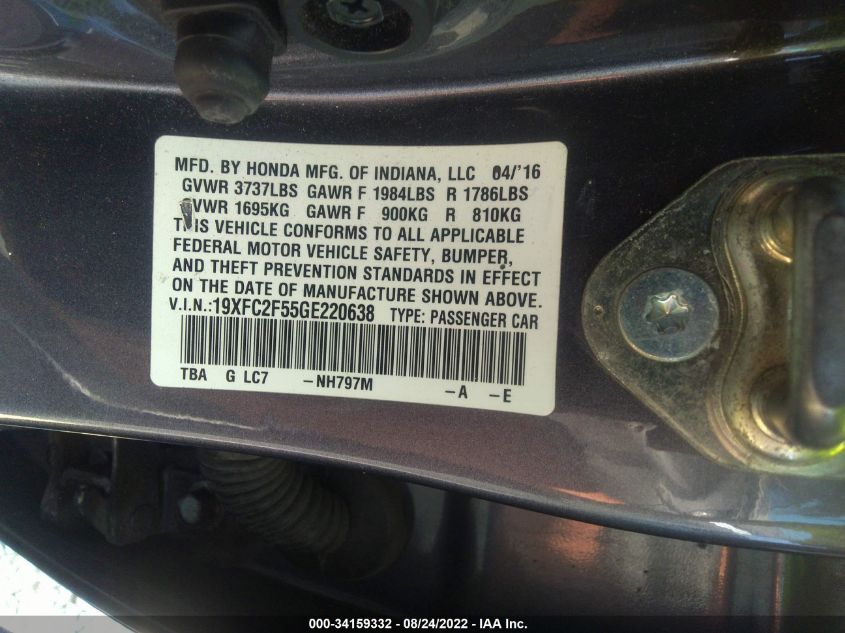 MFD. BY HONDA MFG. OF INDIANA, LLC 04/'16
GVWR 3737LBS GAWR F 1984LBS R 1786LBS
GVWR 1695KG GAWR F 900KG R 810KG
THIS VEHICLE CONFORMS TO ALL APPLICABLE
FEDERAL MOTOR VEHICLE SAFETY, BUMPER,
AND THEFT PREVENTION STANDARDS IN EFFECT
ON THE DATE OF MANUFACTURE SHOWN ABOVE.
V.I.N.:19XFC2F55GE220638 TYPE: PASSENGER CAR
TBA G LC7 -NH797M -A -E
000-34159332 - 08/24/2022 - IAA Inc.